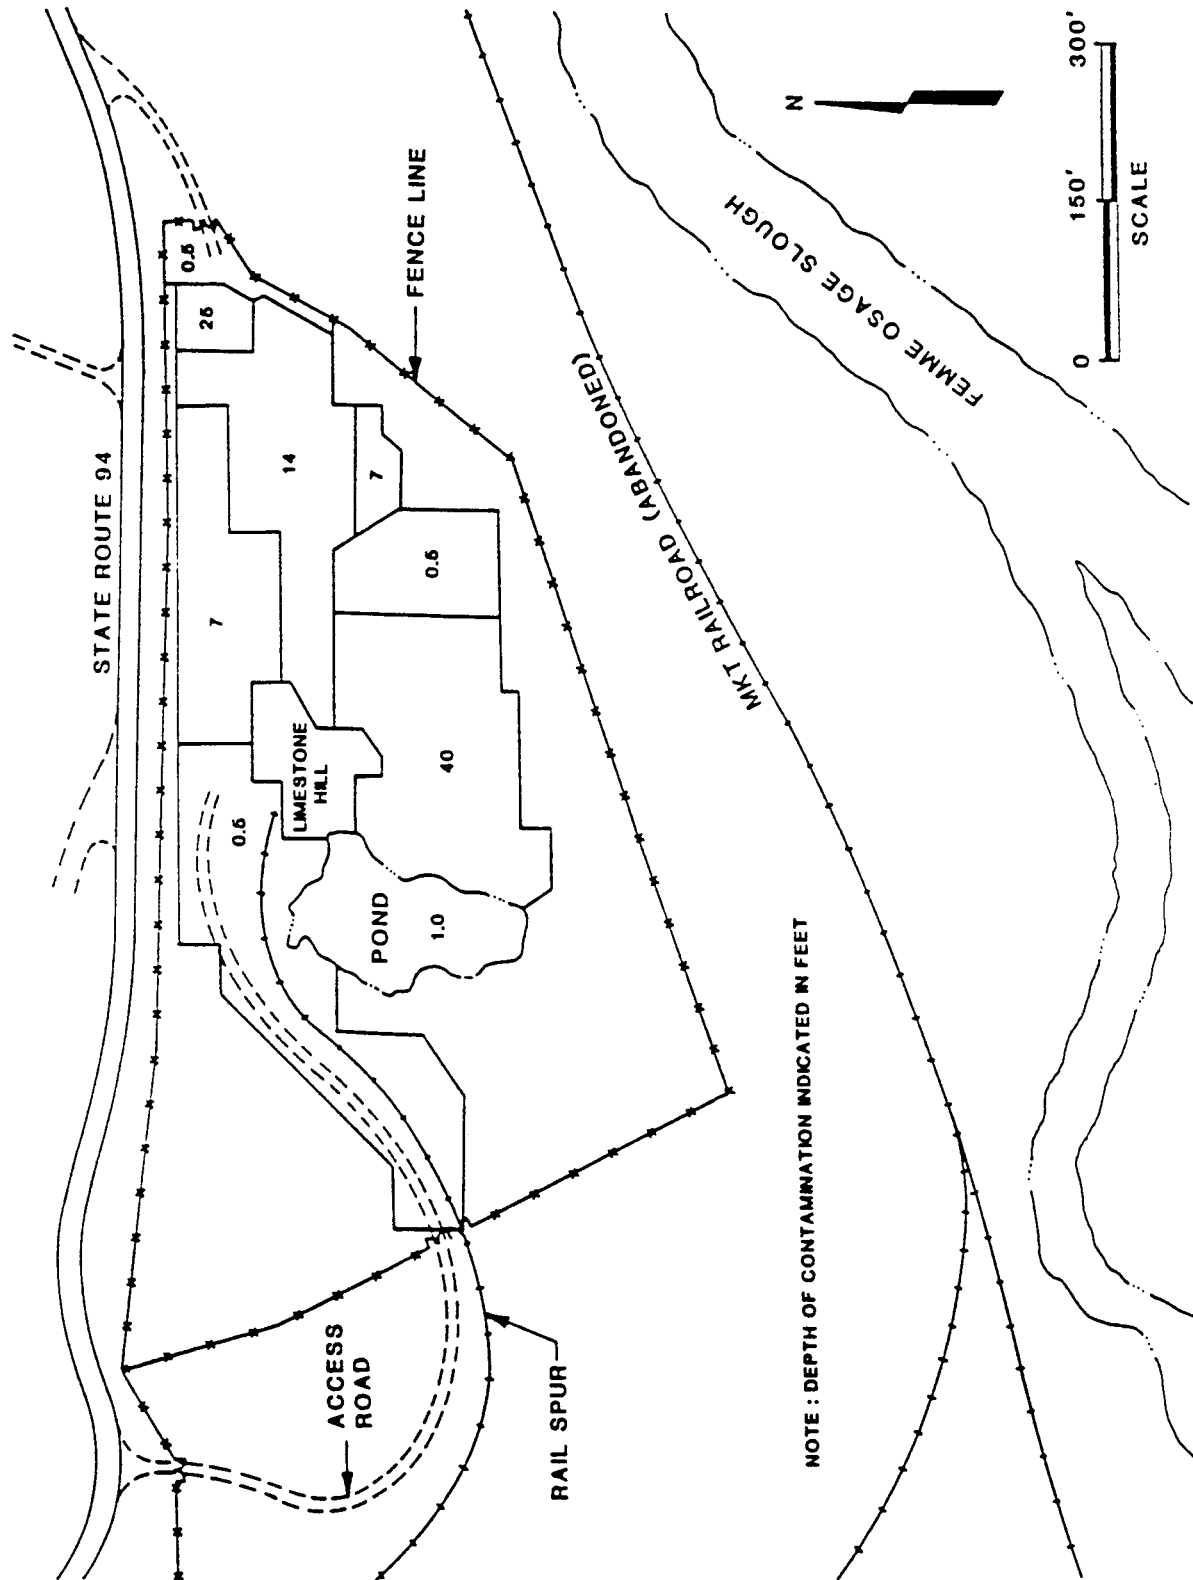 STATE ROUTE 94
0.5
25
7
14
7
0.5
LIMESTONE
HILL
0.5
40
POND
1.0
FENCE LINE
MKT RAILROAD (ABANDONED)
FEMME OSAGE SLOUGH
ACCESS
ROAD
RAIL SPUR
NOTE : DEPTH OF CONTAMINATION INDICATED IN FEET
N
0 150' 300'
SCALE